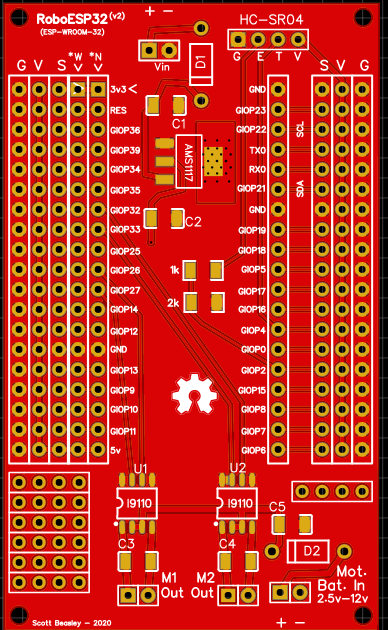 RoboESP32 (v2)
(ESP-WROOM-32)
+ -
Vin
HC-SR04
G E T V
G V S *W V *N V
S V G
D1
3v3 <
RES
GIOP36
GIOP39
GIOP34
GIOP35
GIOP32
GIOP33
GIOP25
GIOP26
GIOP27
GIOP14
GIOP12
GND
GIOP13
GIOP9
GIOP10
GIOP11
5v
C1
AMS1117
C2
1k
2k
GND
GIOP23
GIOP22
TX0
RX0
GIOP21
GND
GIOP19
GIOP18
GIOP5
GIOP17
GIOP16
GIOP4
GIOP0
GIOP2
GIOP15
GIOP8
GIOP7
GIOP6
SCL
SDA
U1
I9110
U2
I9110
C3
C4
C5
D2
M1
Out
M2
Out
Mot.
Bat. In
2.5v-12v
+ -
Scott Beasley - 2020